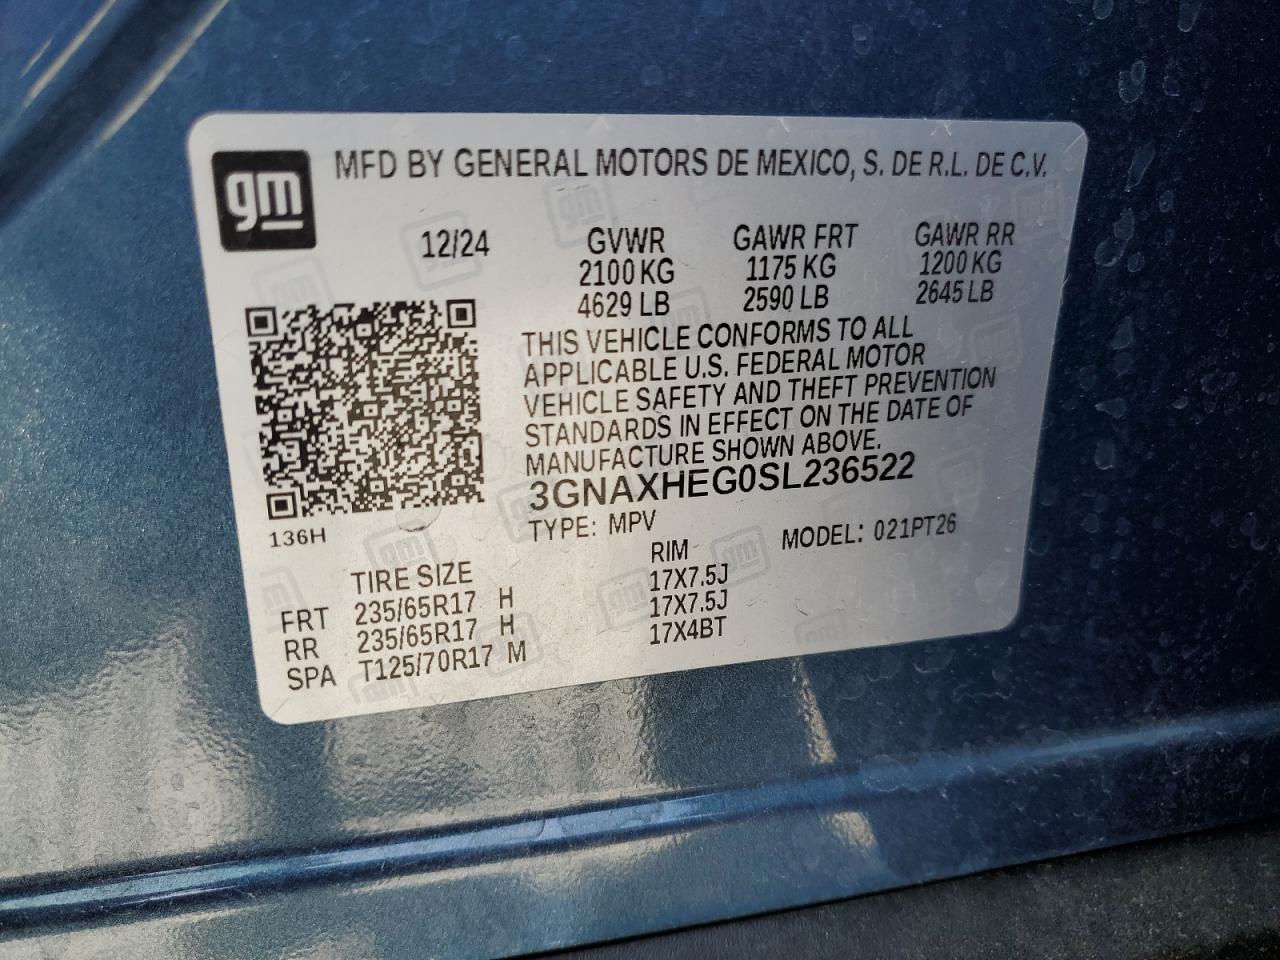 gm
MFD BY GENERAL MOTORS DE MEXICO, S. DE R.L. DE C.V.
12/24 GVWR GAWR FRT GAWR RR
2100 KG 1175 KG 1200 KG
4629 LB 2590 LB 2645 LB
THIS VEHICLE CONFORMS TO ALL
APPLICABLE U.S. FEDERAL MOTOR
VEHICLE SAFETY AND THEFT PREVENTION
STANDARDS IN EFFECT ON THE DATE OF
MANUFACTURE SHOWN ABOVE.
3GNAXHEG0SL236522
136H TYPE: MPV MODEL: 021PT26
TIRE SIZE RIM
FRT 235/65R17 H 17X7.5J
RR 235/65R17 H 17X7.5J
SPA T125/70R17 M 17X4BT